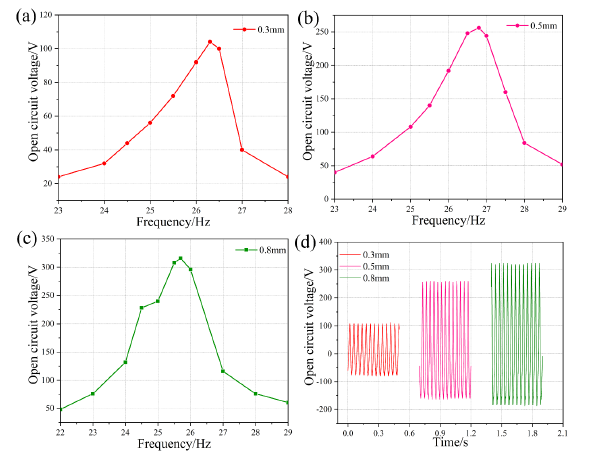 (a)
0.3mm
120
100
80
60
40
20
23 24 25 26 27 28
Open circuit voltage/V
Frequency/Hz
(b)
0.5mm
250
200
150
100
50
0
23 24 25 26 27 28 29
Open circuit voltage/V
Frequency/Hz
(c)
0.8mm
350
300
250
200
150
100
50
22 23 24 25 26 27 28 29
Open circuit voltage/V
Frequency/Hz
(d)
0.3mm
0.5mm
0.8mm
400
300
200
100
0
-100
-200
0.0 0.3 0.6 0.9 1.2 1.5 1.8 2.1
Open circuit voltage/V
Time/s